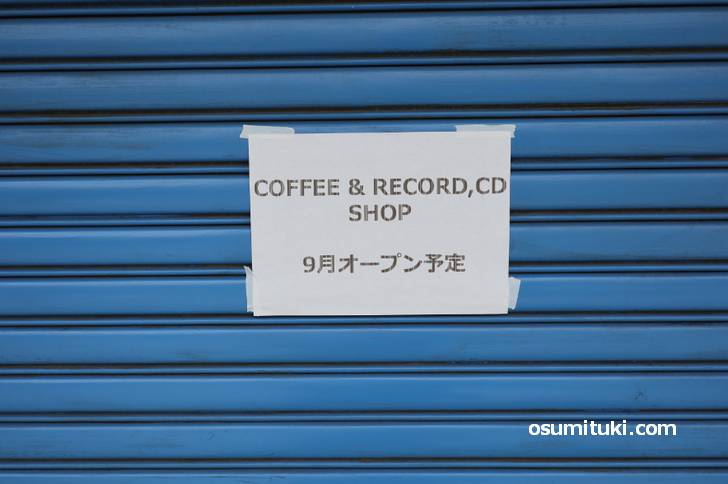 COFFEE & RECORD,CD
SHOP
9月オープン予定
osumituki.com